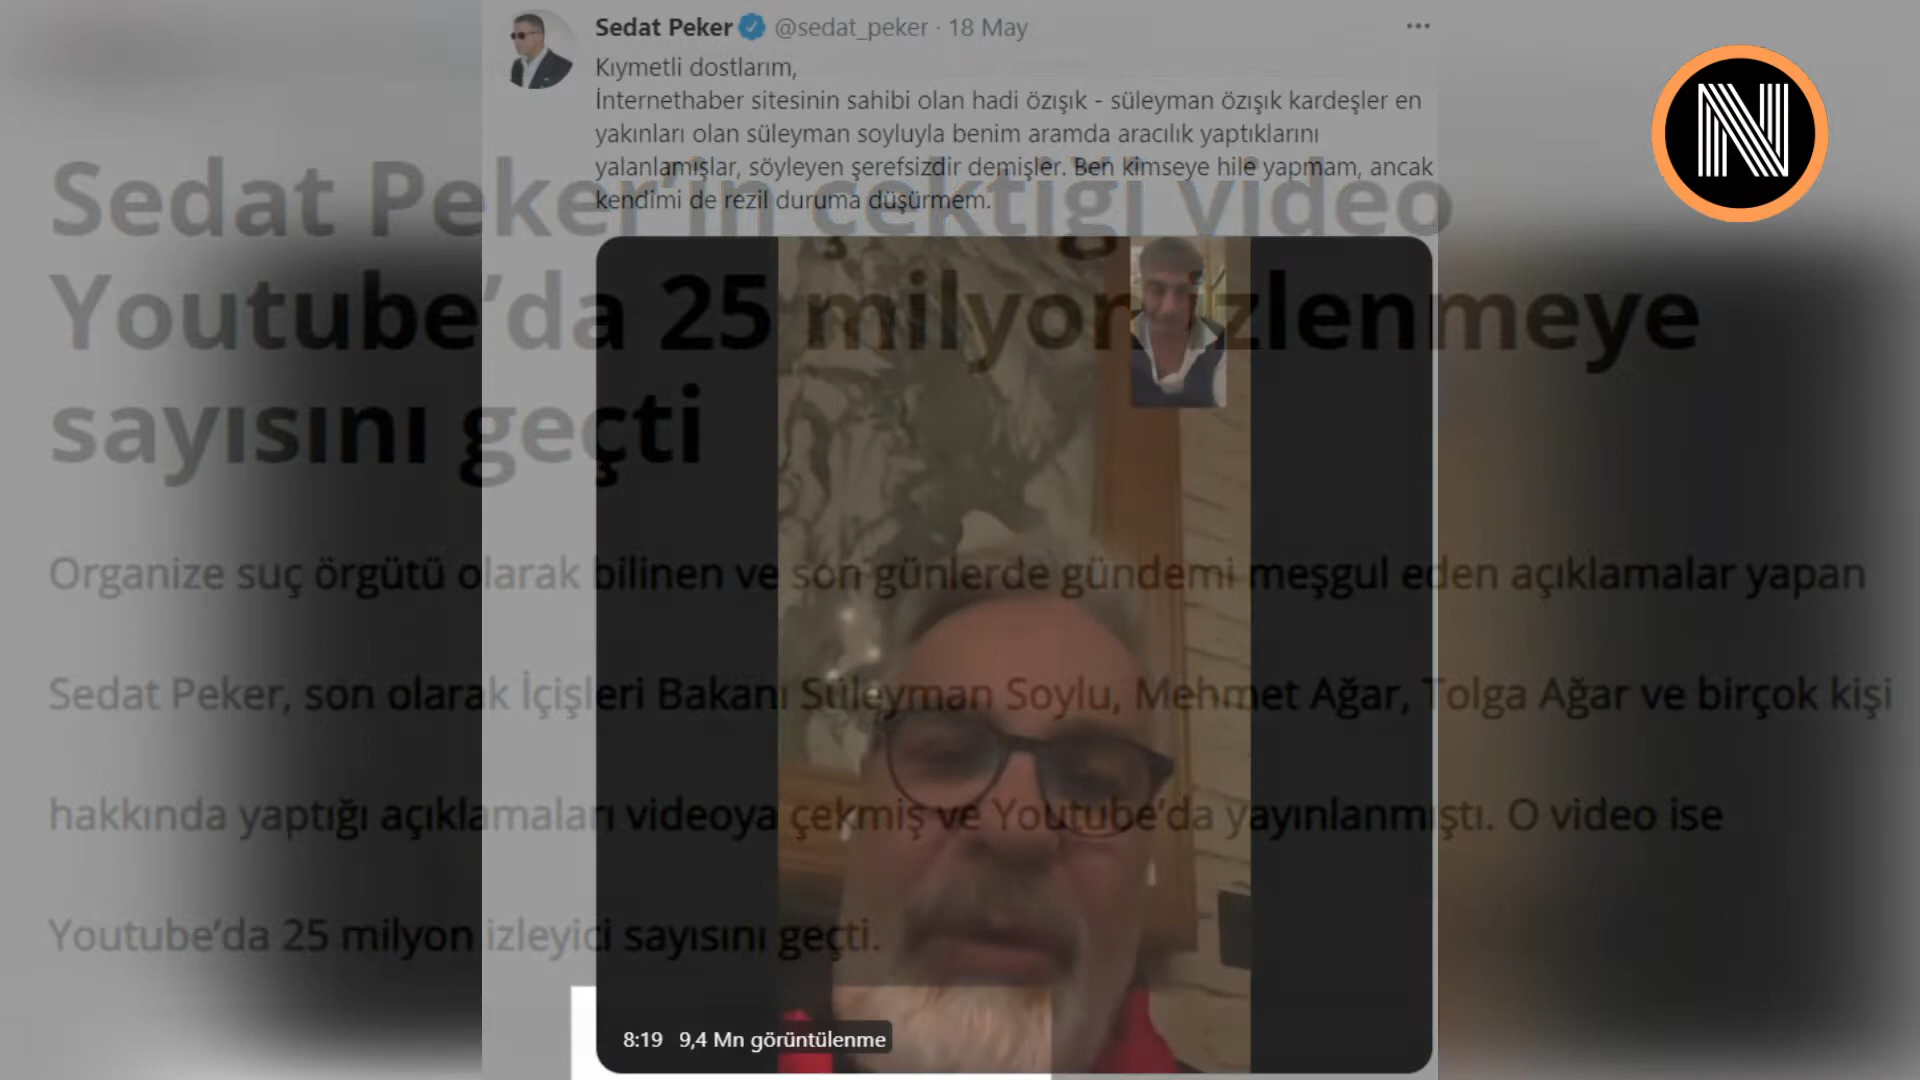 Sedat Peker @sedat_peker · 18 May
Kıymetli dostlarım,
İnternethaber sitesinin sahibi olan hadi özışık - süleyman özışık kardeşler en
yakınları olan süleyman soyluyla benim aramda aracılık yaptıklarını
yalanlamışlar, söyleyen şerefsizdir demişler. Ben kimseye hile yapmam, ancak
kendimi de rezil duruma düşürmem.
N
Sedat Peker'in çektiği video
Youtube'da 25 milyon izlenmeye
sayısını geçti
Organize suç örgütü olarak bilinen ve son günlerde gündemi meşgul eden açıklamalar yapan
Sedat Peker, son olarak İçişleri Bakanı Süleyman Soylu, Mehmet Ağar, Tolga Ağar ve birçok kişi
hakkında yaptığı açıklamaları videoya çekmiş ve Youtube'da yayınlanmıştı. O video ise
Youtube'da 25 milyon izleyici sayısını geçti.
8:19 9,4 Mn görüntülenme